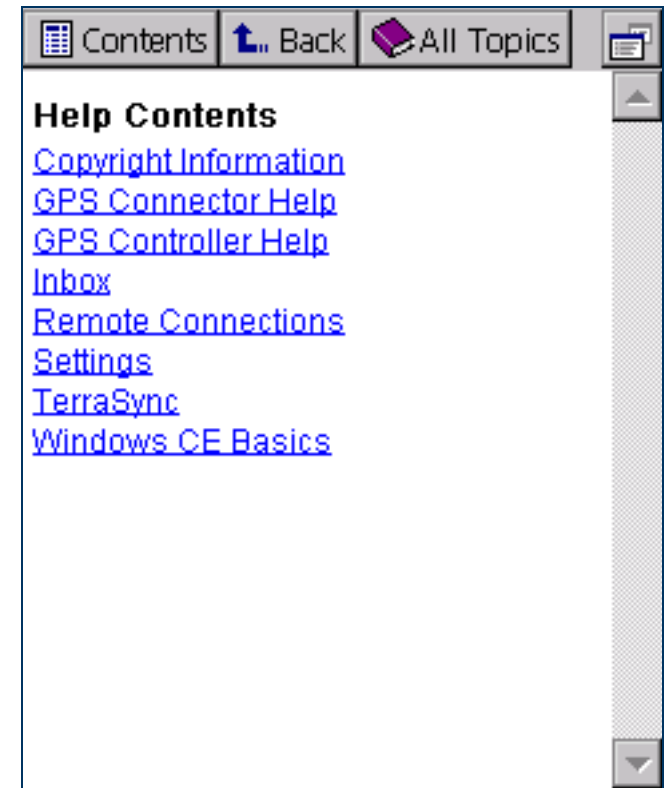 Contents Back All Topics
Help Contents
Copyright Information
GPS Connector Help
GPS Controller Help
Inbox
Remote Connections
Settings
TerraSync
Windows CE Basics